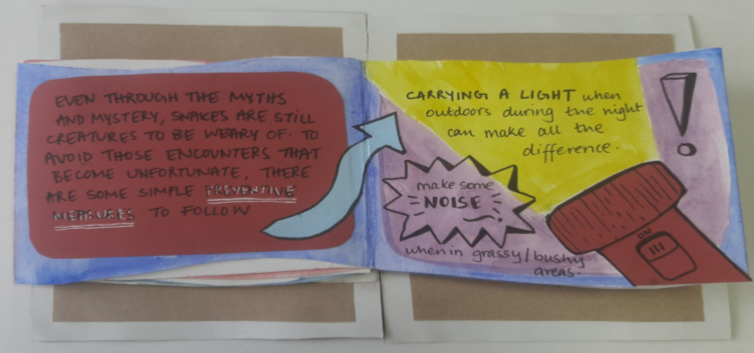 EVEN THROUGH THE MYTHS
AND MYSTERY, SNAKES ARE STILL
CREATURES TO BE WEARY OF. TO
AVOID THOSE ENCOUNTERS THAT
BECOME UNFORTUNATE, THERE
ARE SOME SIMPLE PREVENTIVE
MEASURES TO FOLLOW
CARRYING A LIGHT when
outdoors during the night
can make all the
difference.
!
make some
NOISE
when in grassy/bushy
areas.
ON